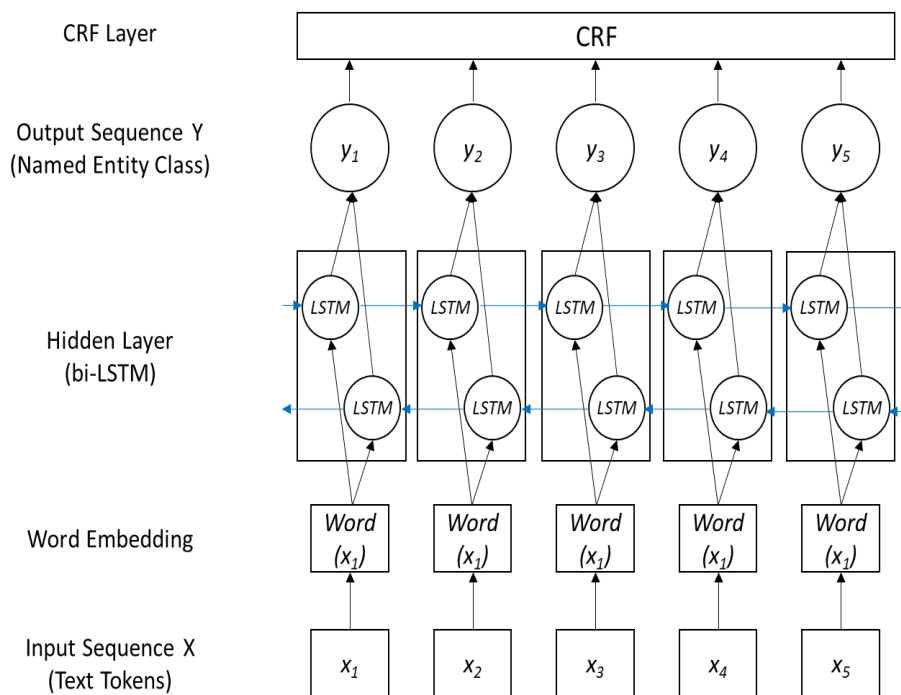 CRF Layer
CRF
Output Sequence Y
(Named Entity Class)
y₁ y₂ y₃ y₄ y₅
LSTM LSTM LSTM LSTM LSTM
Hidden Layer
(bi-LSTM)
LSTM LSTM LSTM LSTM LSTM
Word Embedding
Word Word Word Word Word
(x₁) (x₁) (x₁) (x₁) (x₁)
Input Sequence X
(Text Tokens)
x₁ x₂ x₃ x₄ x₅